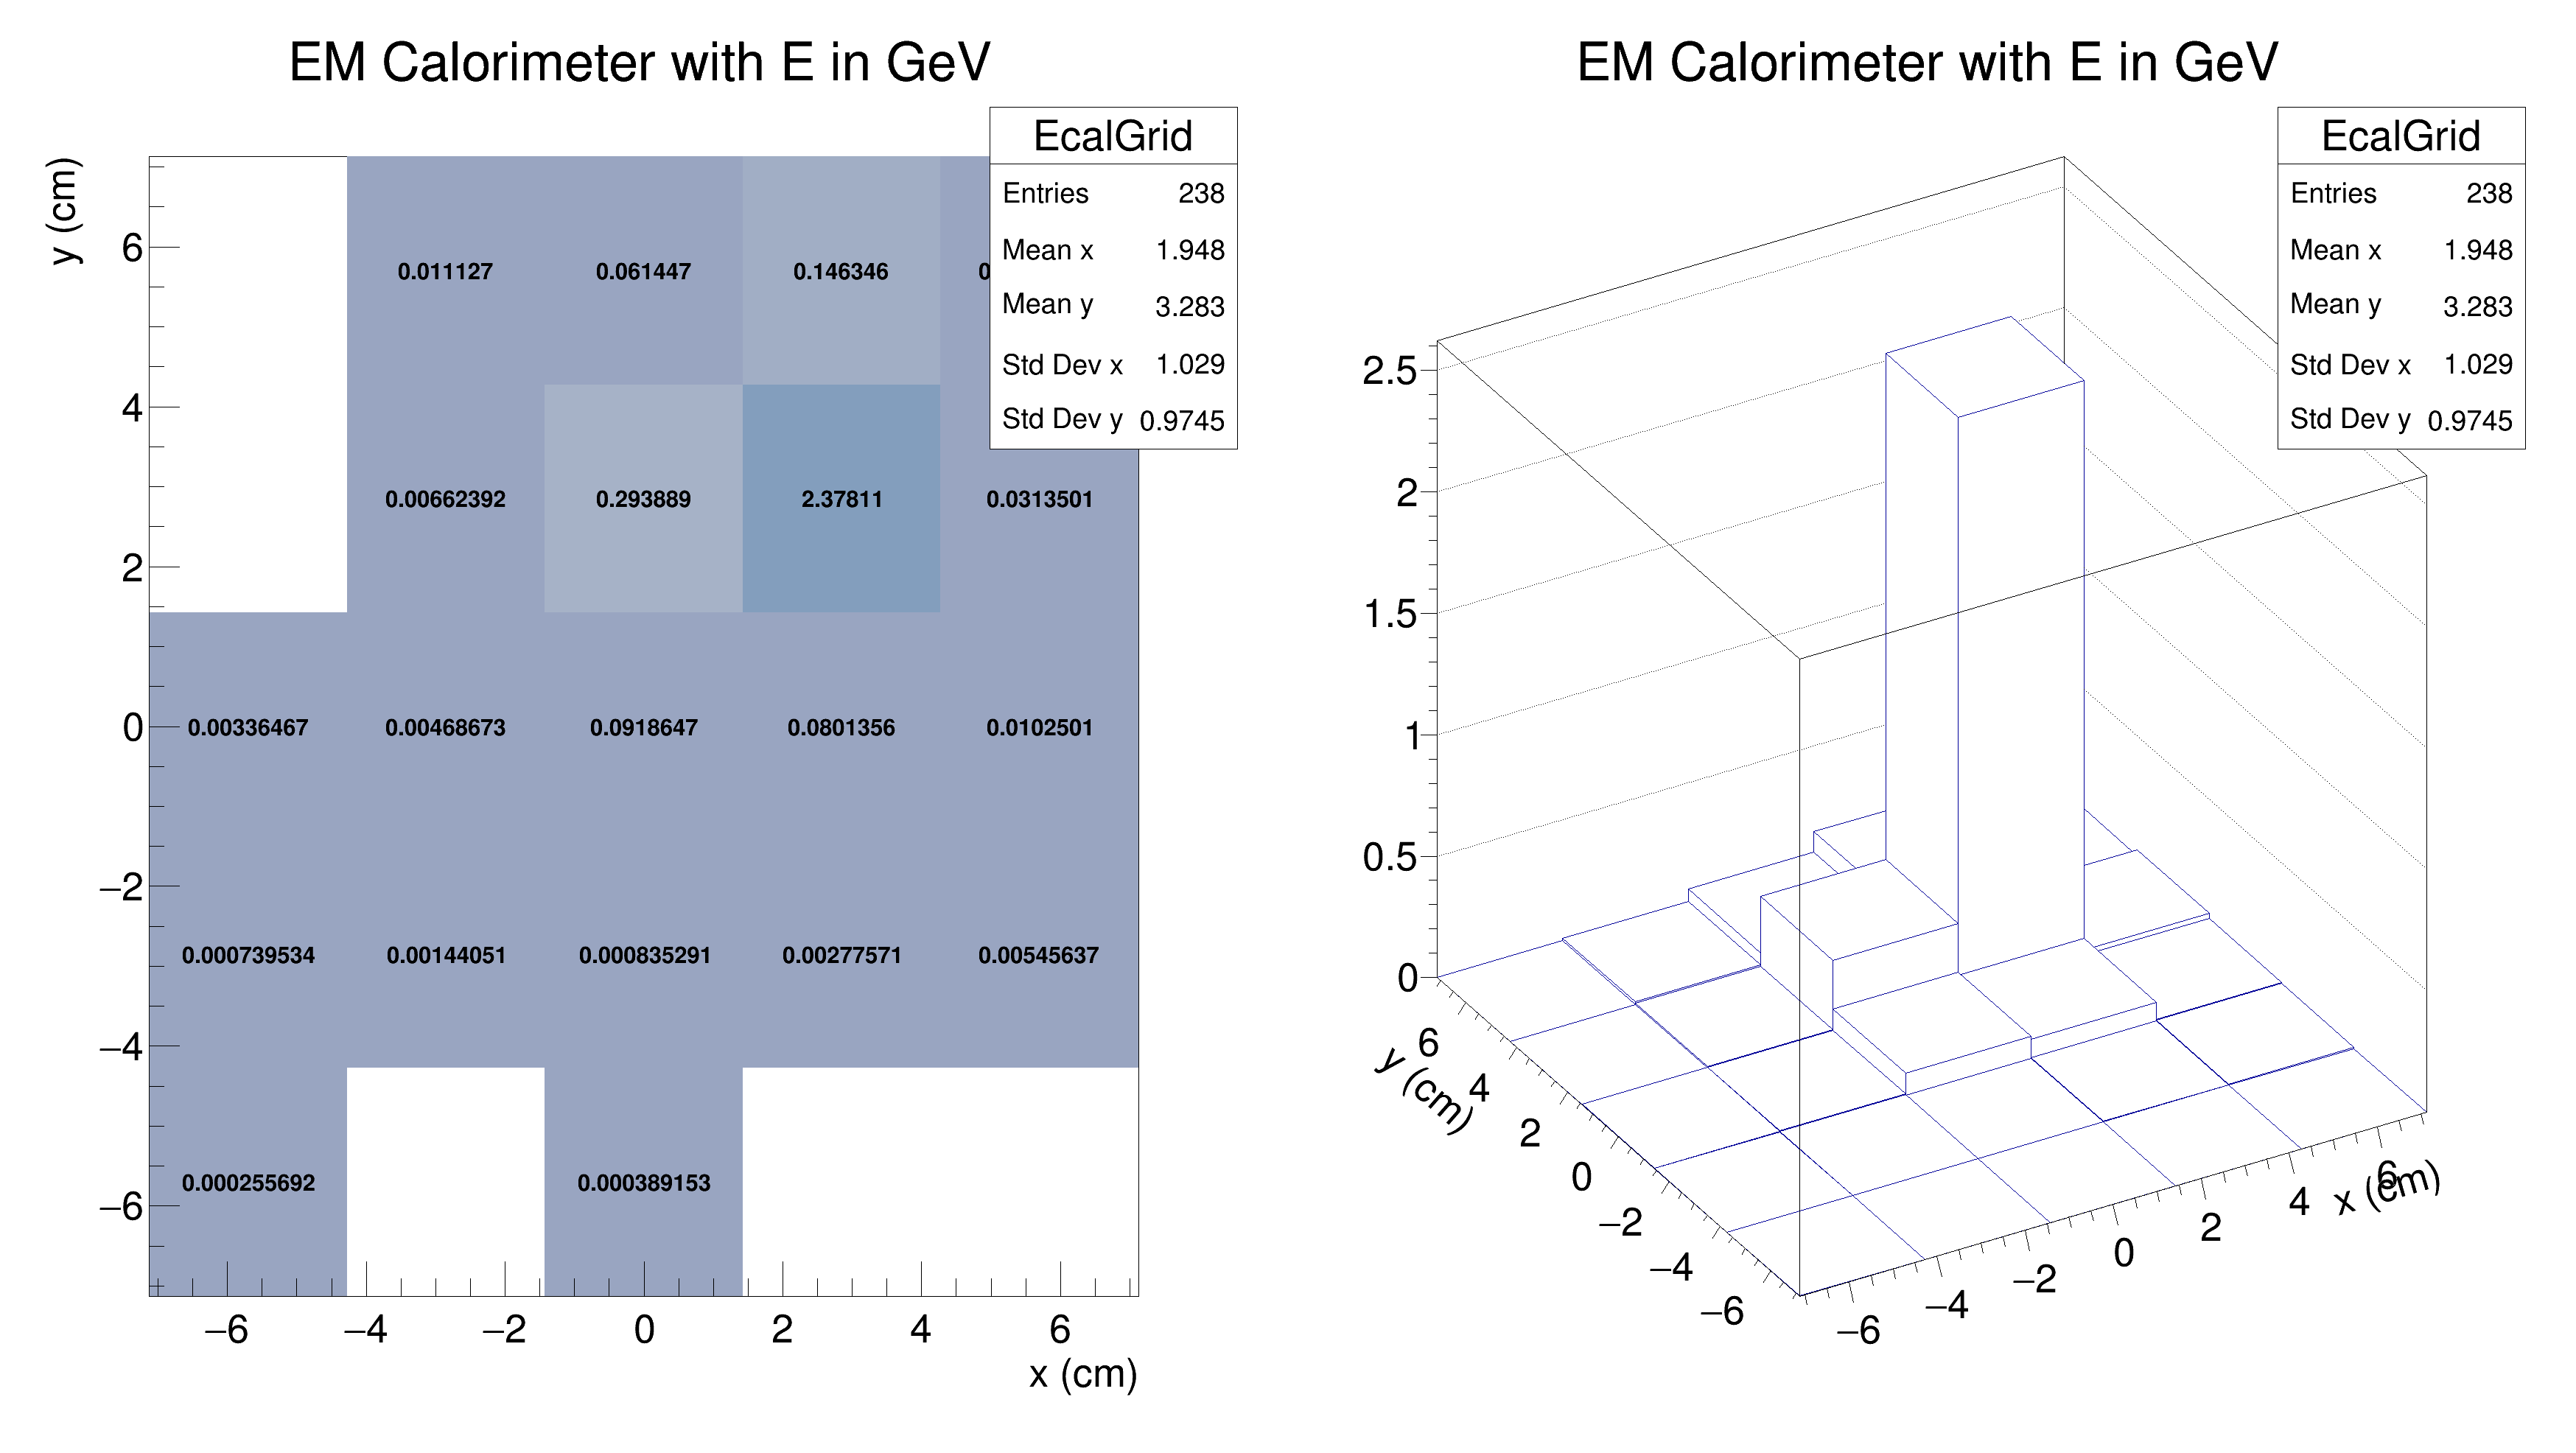 EM Calorimeter with E in GeV
EcalGrid
Entries 238
Mean x 1.948
Mean y 3.283
Std Dev x 1.029
Std Dev y 0.9745
y (cm)
6
4
2
0
−2
−4
−6
0.011127 0.061447 0.146346
0.00662392 0.293889 2.37811 0.0313501
0.00336467 0.00468673 0.0918647 0.0801356 0.0102501
0.000739534 0.00144051 0.000835291 0.00277571 0.00545637
0.000255692 0.000389153
−6 −4 −2 0 2 4 6
x (cm)
EM Calorimeter with E in GeV
EcalGrid
Entries 238
Mean x 1.948
Mean y 3.283
Std Dev x 1.029
Std Dev y 0.9745
2.5
2
1.5
1
0.5
0
6
4
2
0
−2
−4
−6
y (cm)
−6
−4
−2
0
2
4
6
x (cm)